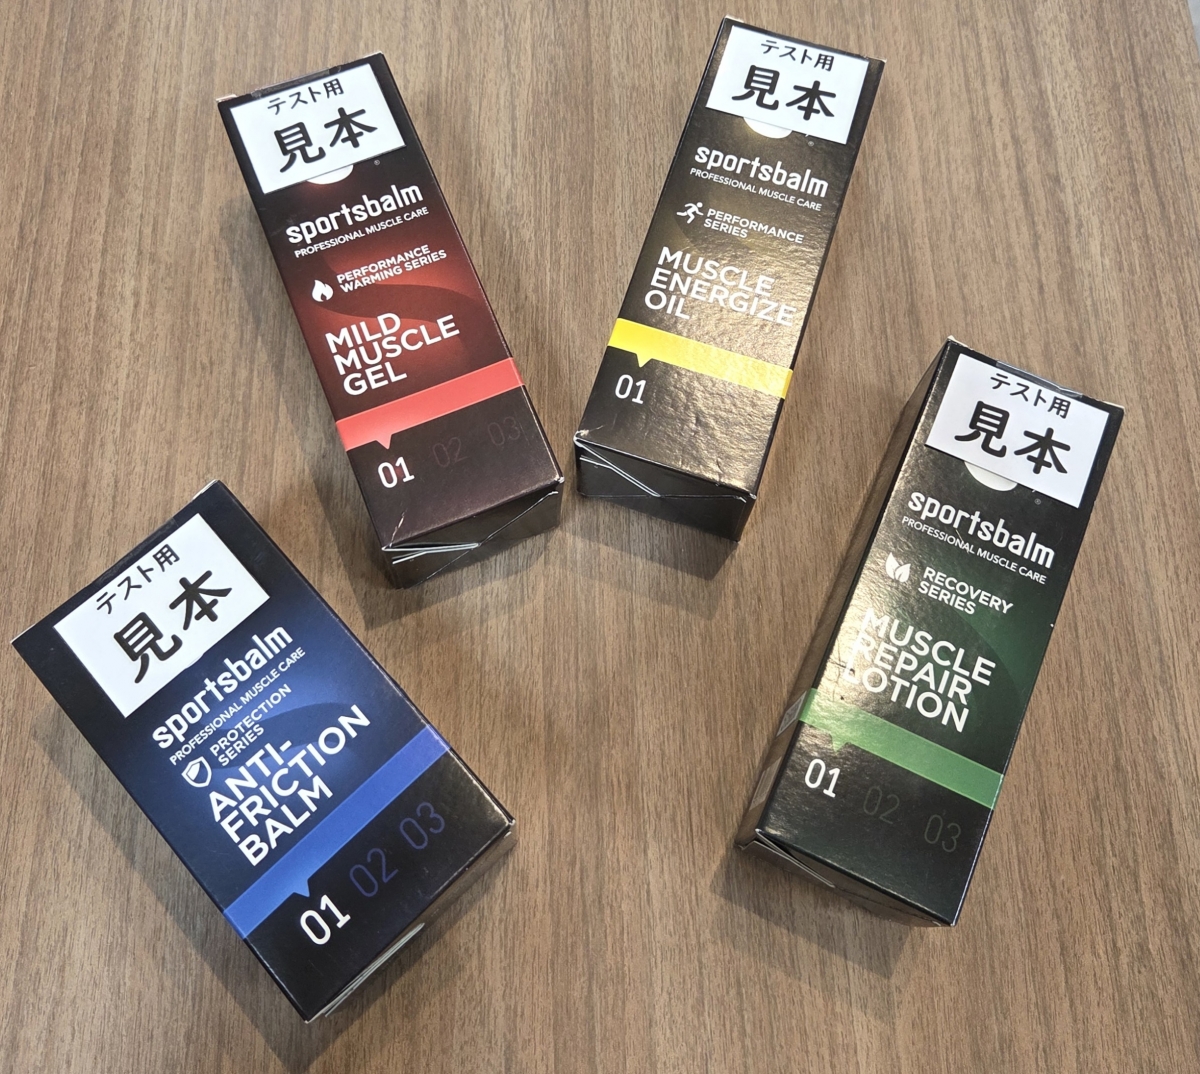 テスト用
見本
sportsbalm
PROFESSIONAL MUSCLE CARE
PERFORMANCE
WARMING SERIES
MILD
MUSCLE
GEL
01 02 03
テスト用
見本
sportsbalm
PROFESSIONAL MUSCLE CARE
PERFORMANCE
SERIES
MUSCLE
ENERGIZE
OIL
01
テスト用
見本
sportsbalm
PROFESSIONAL MUSCLE CARE
PROTECTION
SERIES
ANTI-
FRICTION
BALM
01 02 03
テスト用
見本
sportsbalm
PROFESSIONAL MUSCLE CARE
RECOVERY
SERIES
MUSCLE
REPAIR
LOTION
01 02 03